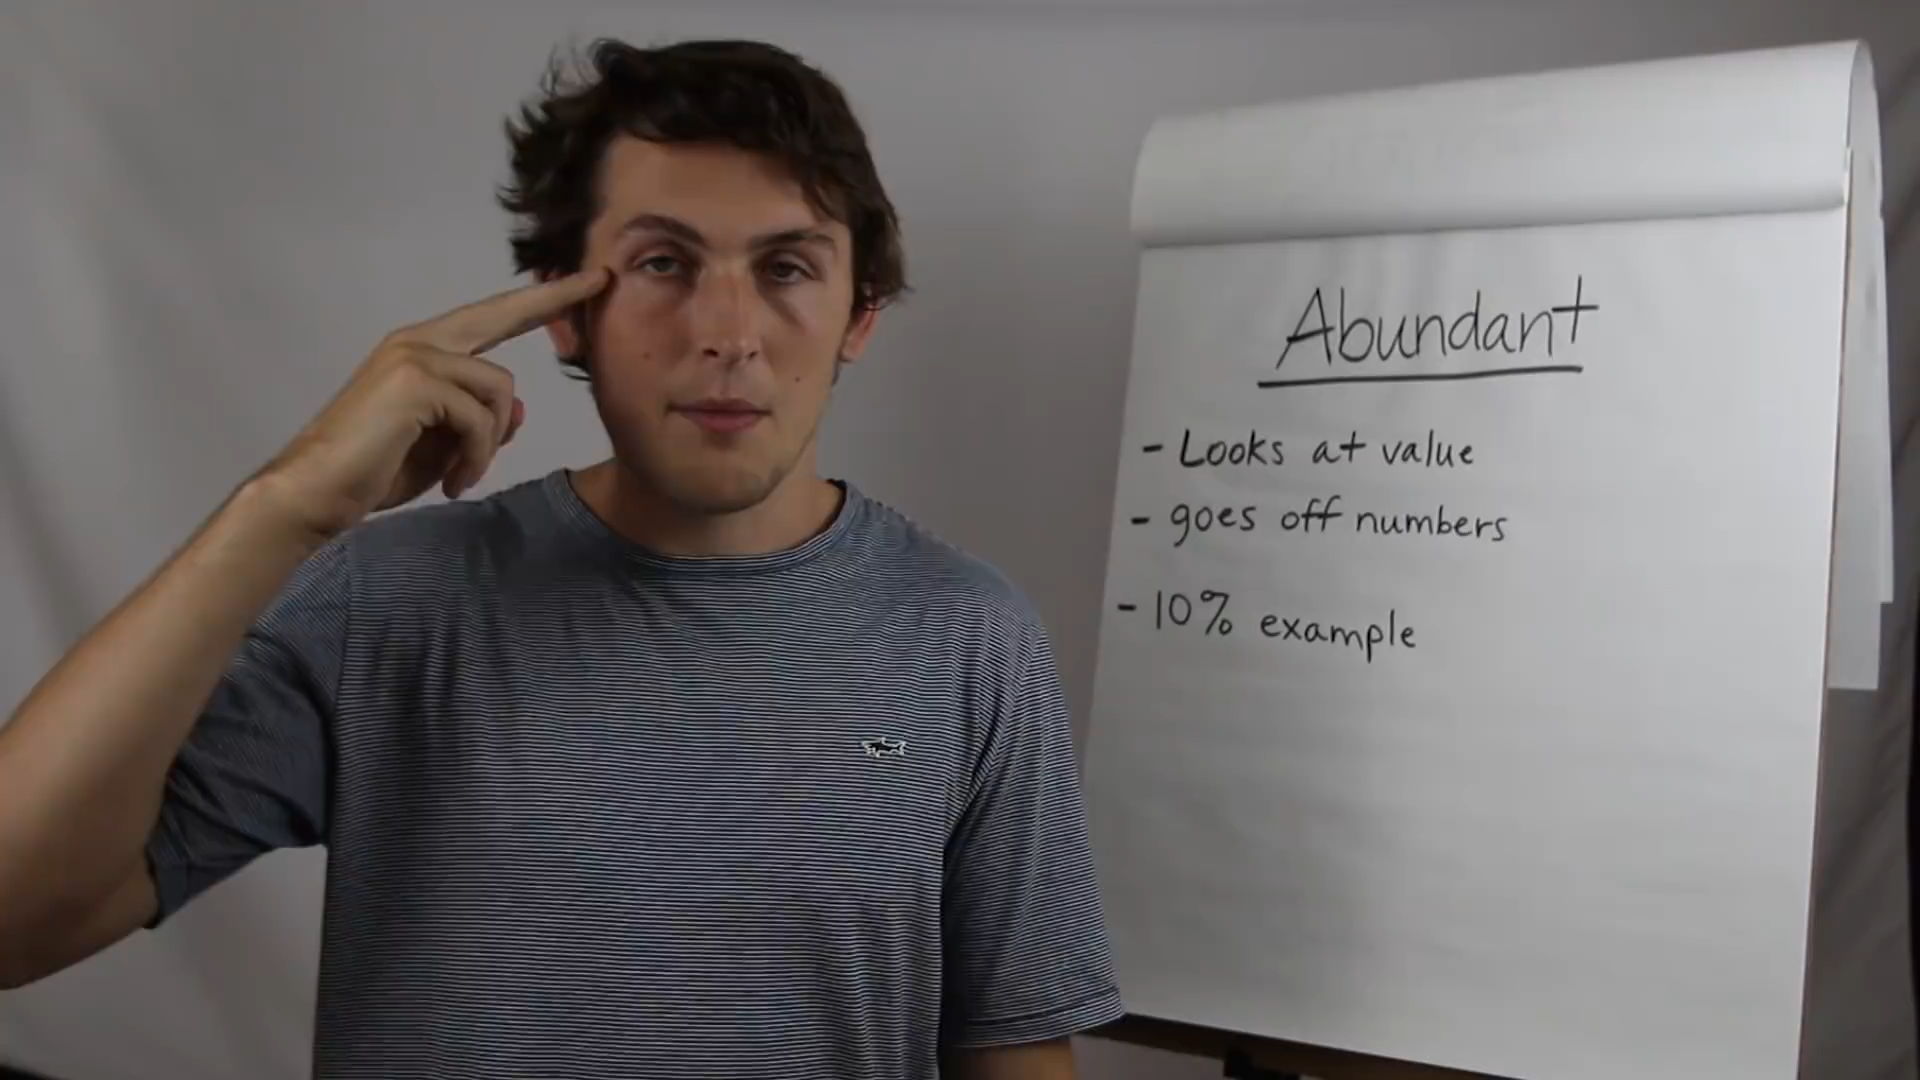 Abundant
- Looks at value
- goes off numbers
- 10% example